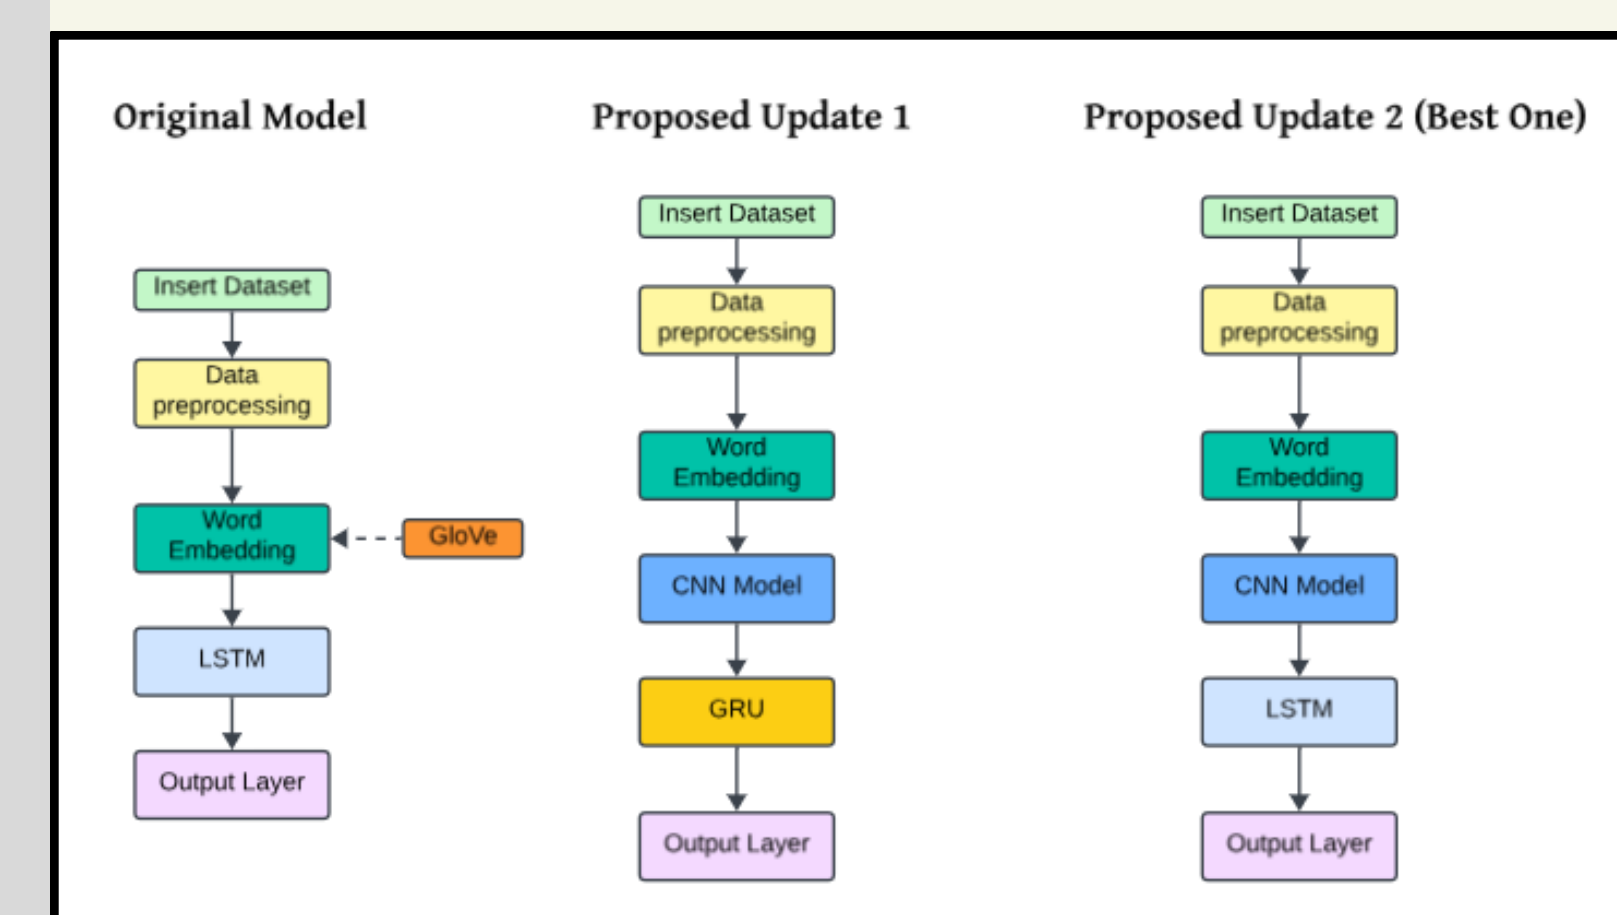 Original Model
Insert Dataset
Data
preprocessing
Word
Embedding
GloVe
LSTM
Output Layer
Proposed Update 1
Insert Dataset
Data
preprocessing
Word
Embedding
CNN Model
GRU
Output Layer
Proposed Update 2 (Best One)
Insert Dataset
Data
preprocessing
Word
Embedding
CNN Model
LSTM
Output Layer